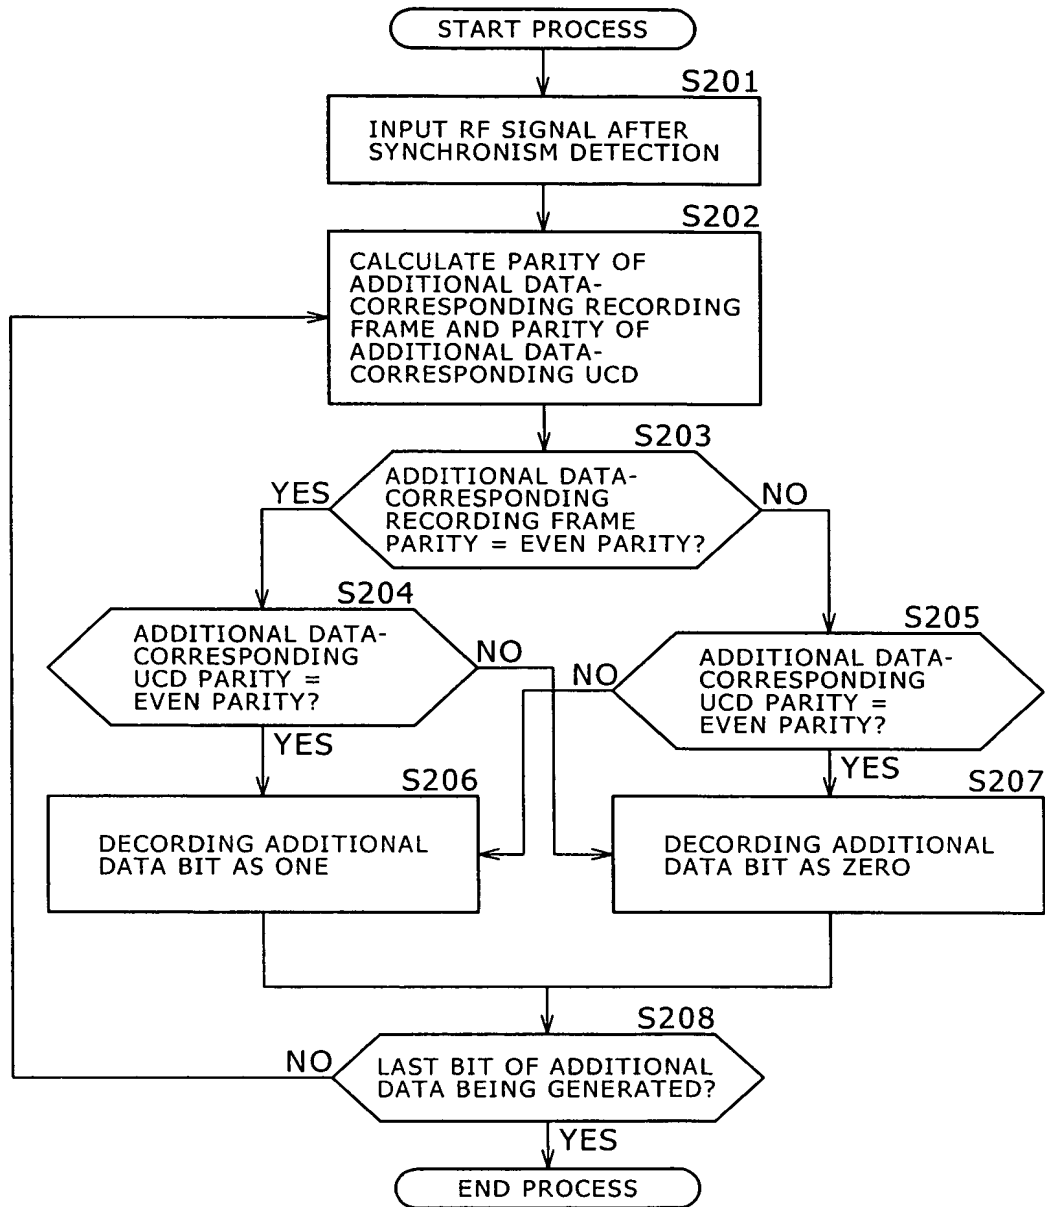 START PROCESS
S201
INPUT RF SIGNAL AFTER
SYNCHRONISM DETECTION
S202
CALCULATE PARITY OF
ADDITIONAL DATA-
CORRESPONDING RECORDING
FRAME AND PARITY OF
ADDITIONAL DATA-
CORRESPONDING UCD
S203
ADDITIONAL DATA-
CORRESPONDING
RECORDING FRAME
PARITY = EVEN PARITY?
YES
NO
S204
ADDITIONAL DATA-
CORRESPONDING
UCD PARITY =
EVEN PARITY?
NO
YES
S205
ADDITIONAL DATA-
CORRESPONDING
UCD PARITY =
EVEN PARITY?
NO
YES
S206
DECORDING ADDITIONAL
DATA BIT AS ONE
S207
DECORDING ADDITIONAL
DATA BIT AS ZERO
S208
LAST BIT OF ADDITIONAL
DATA BEING GENERATED?
NO
YES
END PROCESS